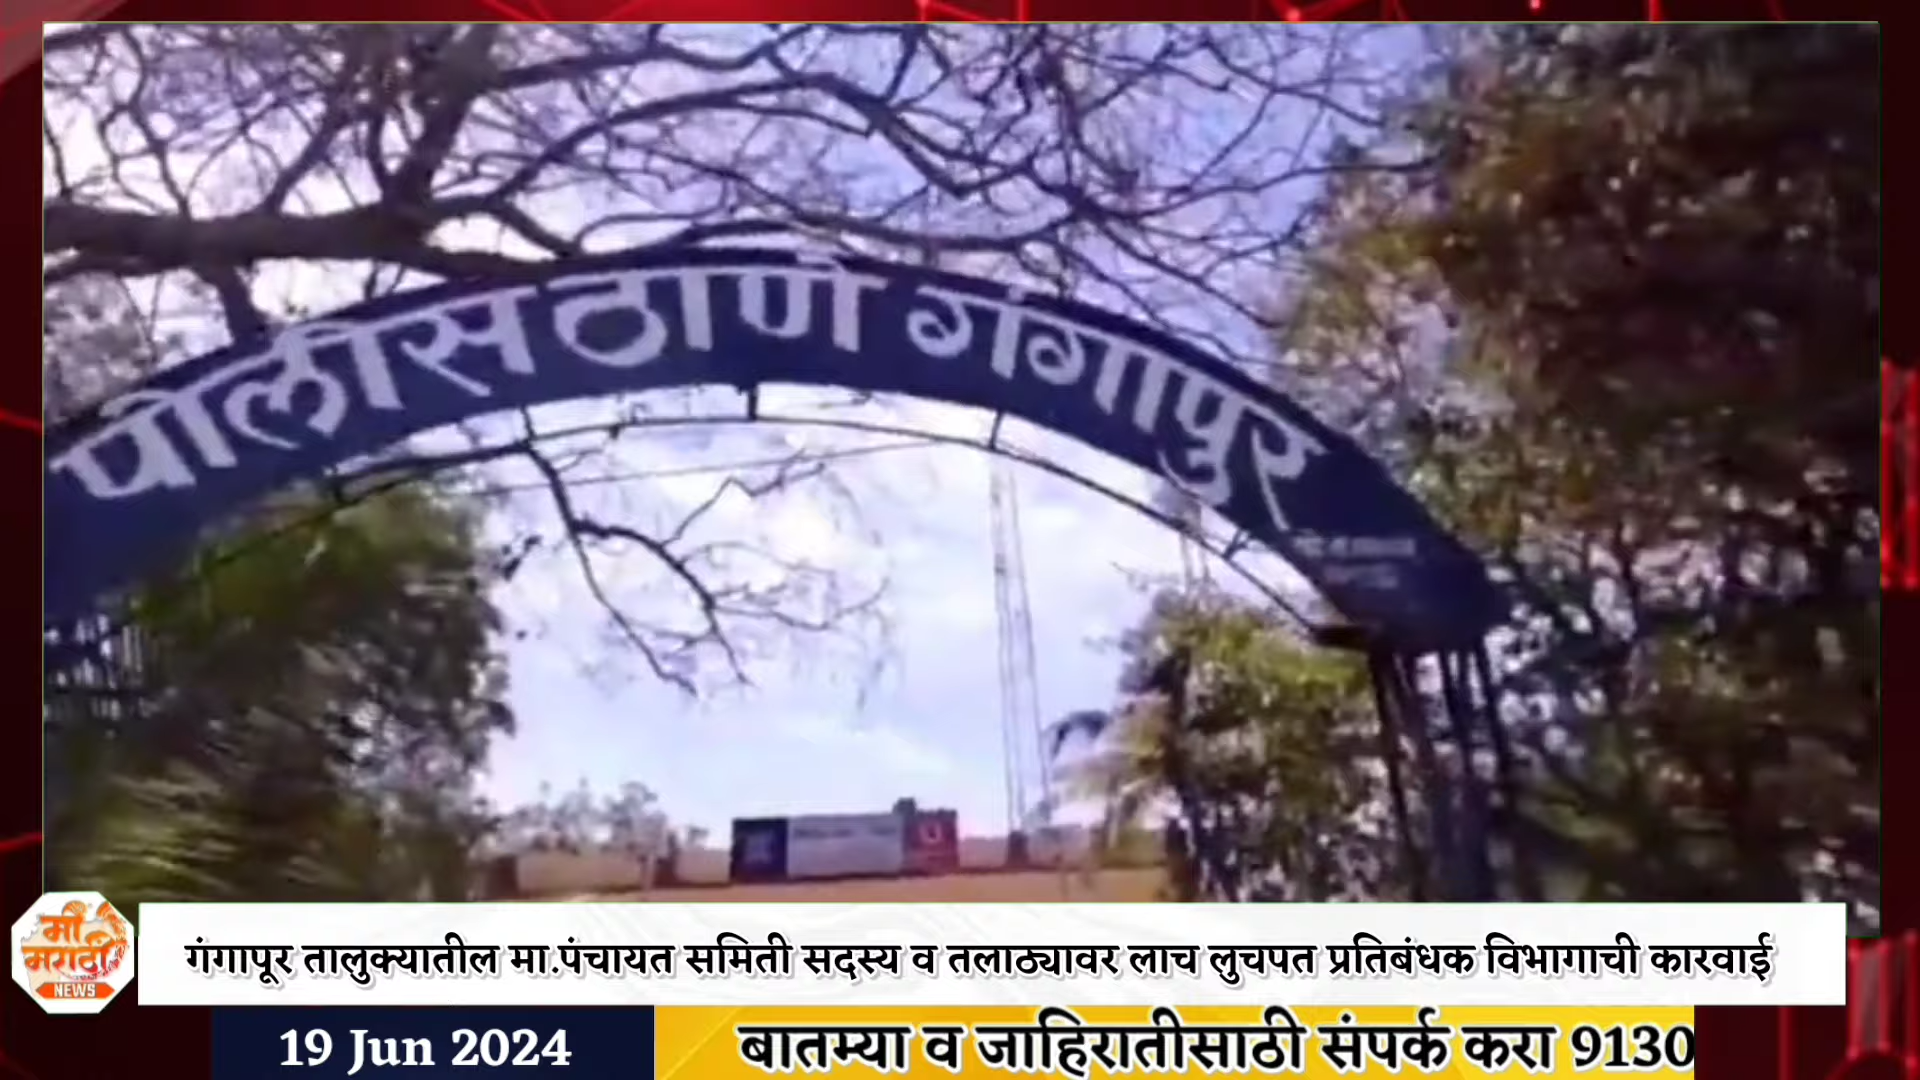 पोलीस ठाणे गंगापुर
मी
मराठी
NEWS
गंगापूर तालुक्यातील मा.पंचायत समिती सदस्य व तलाठ्यावर लाच लुचपत प्रतिबंधक विभागाची कारवाई
19 Jun 2024
बातम्या व जाहिरातीसाठी संपर्क करा 9130